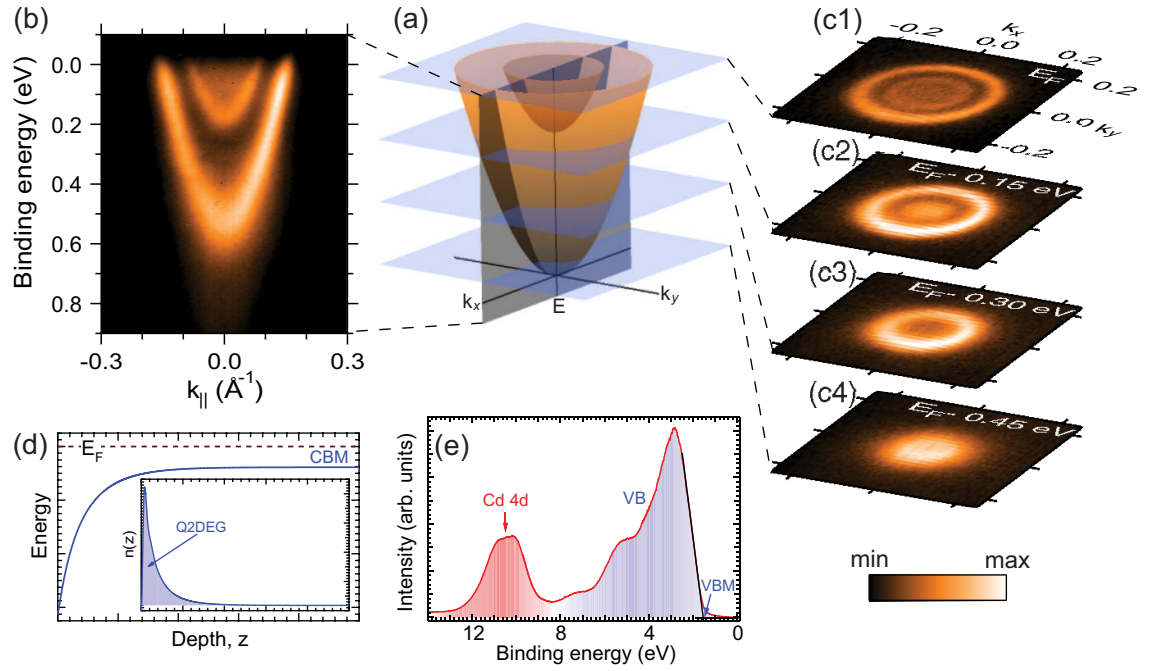 (b)
Binding energy (eV)
0.0
0.2
0.4
0.6
0.8
-0.3
0.0
0.3
k|| (Å⁻¹)
(a)
kx
E
ky
(c1)
-0.2
kx
0.0
0.2
EF
0.2
0.0 ky
-0.2
(c2)
EF- 0.15 eV
(c3)
EF- 0.30 eV
(c4)
EF- 0.45 eV
min
max
(d)
EF
CBM
Energy
n(z)
Q2DEG
Depth, z
(e)
Intensity (arb. units)
Cd 4d
VB
VBM
12
8
4
0
Binding energy (eV)